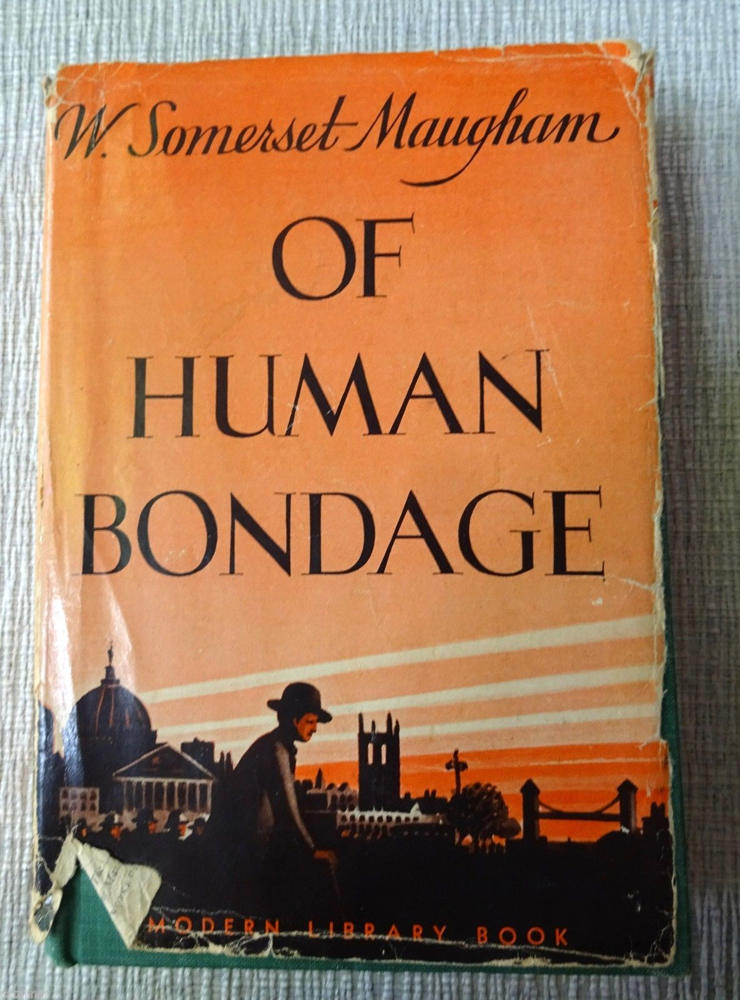 W. Somerset Maugham
OF
HUMAN
BONDAGE
MODERN LIBRARY BOOK